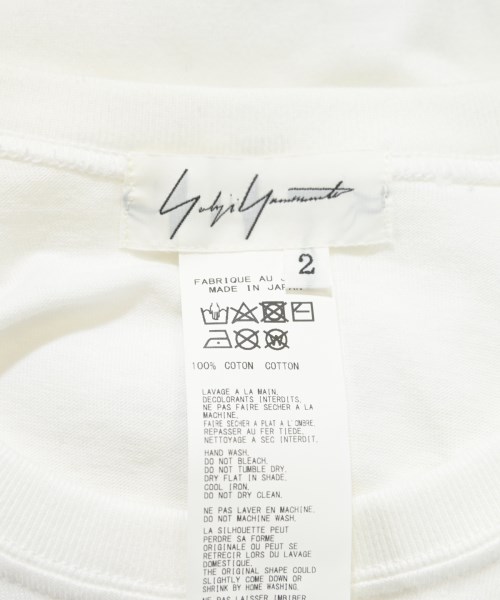 Yohji Yamamoto
2
FABRIQUE AU
MADE IN JAPAN
100% COTON COTTON
LAVAGE A LA MAIN.
DECOLORANTS INTERDITS.
NE PAS FAIRE SECHER A LA
MACHINE.
FAIRE SECHER A PLAT A L'OMBRE.
REPASSER AU FER TIEDE.
NETTOYAGE A SEC INTERDIT.
HAND WASH.
DO NOT BLEACH.
DO NOT TUMBLE DRY.
DRY FLAT IN SHADE.
COOL IRON.
DO NOT DRY CLEAN.
NE PAS LAVER EN MACHINE.
DO NOT MACHINE WASH.
LA SILHOUETTE PEUT
PERDRE SA FORME
ORIGINALE OU PEUT SE
RETRECIR LORS DU LAVAGE
DOMESTIQUE.
THE ORIGINAL SHAPE COULD
SLIGHTLY COME DOWN OR
SHRINK BY HOME WASHING.
NE PAS LAISSER IMBIBER